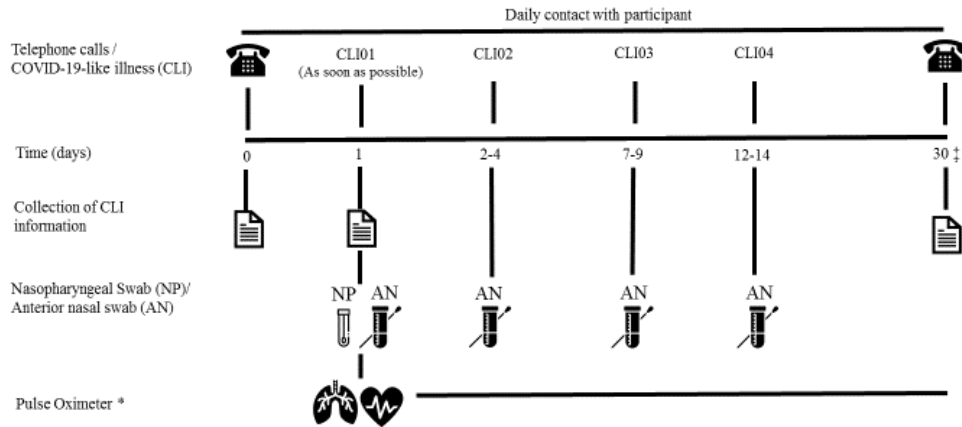 Daily contact with participant
Telephone calls /
COVID-19-like illness (CLI)
CLI01
(As soon as possible)
CLI02
CLI03
CLI04
Time (days)
0
1
2-4
7-9
12-14
30 ‡
Collection of CLI
information
Nasopharyngeal Swab (NP)/
Anterior nasal swab (AN)
NP
AN
AN
AN
AN
Pulse Oximeter *